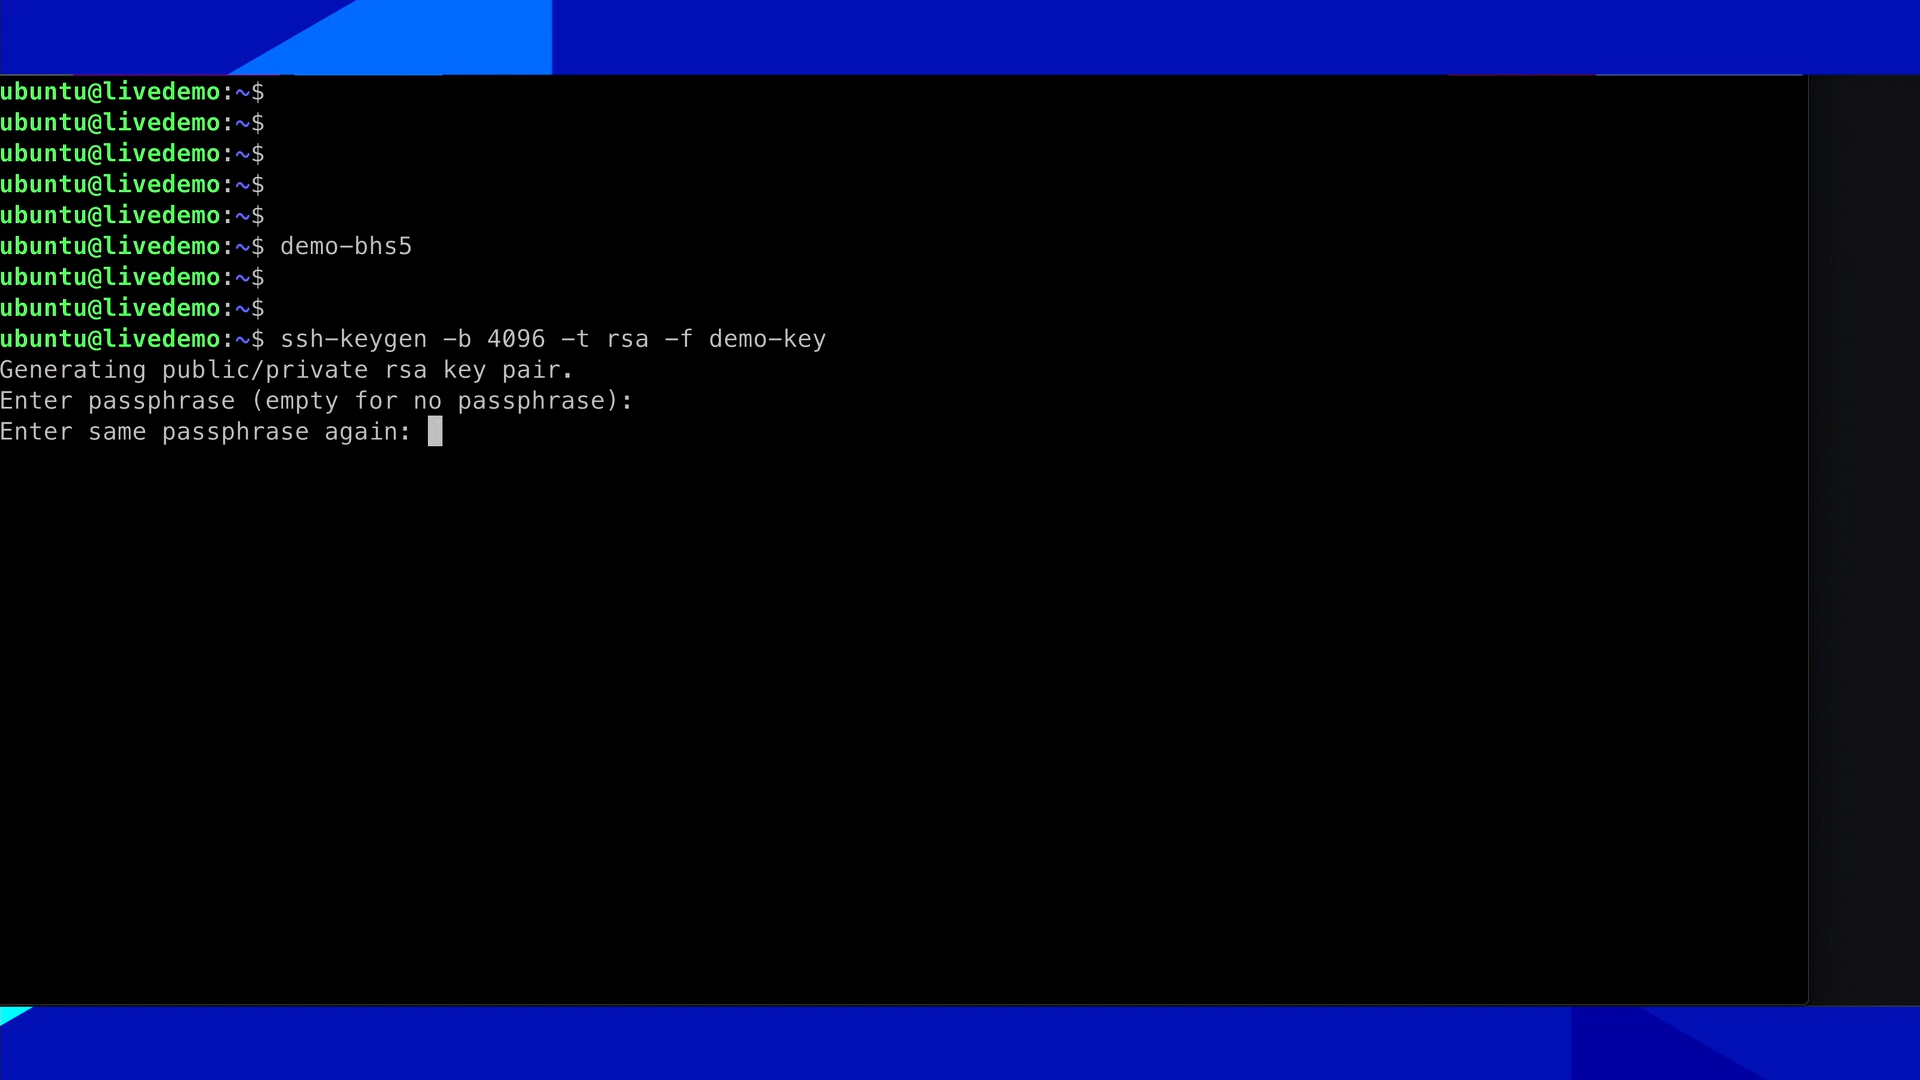 ubuntu@livedemo:~$
ubuntu@livedemo:~$
ubuntu@livedemo:~$
ubuntu@livedemo:~$
ubuntu@livedemo:~$
ubuntu@livedemo:~$ demo-bhs5
ubuntu@livedemo:~$
ubuntu@livedemo:~$
ubuntu@livedemo:~$ ssh-keygen -b 4096 -t rsa -f demo-key
Generating public/private rsa key pair.
Enter passphrase (empty for no passphrase):
Enter same passphrase again: